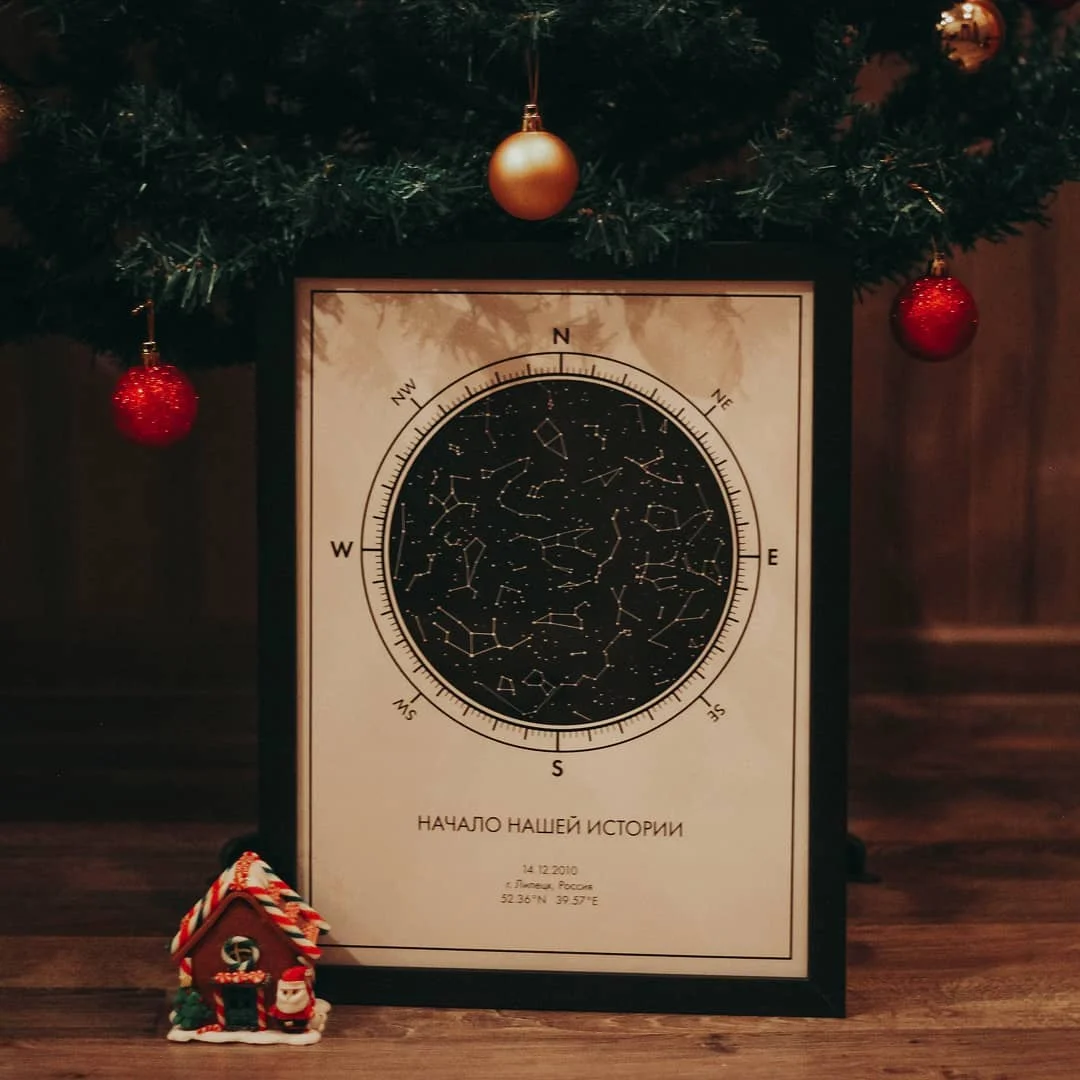 N
NW
NE
W
E
SW
SE
S
НАЧАЛО НАШЕЙ ИСТОРИИ
14.12.2010
г. Липецк, Россия
52.36°N 39.57°E